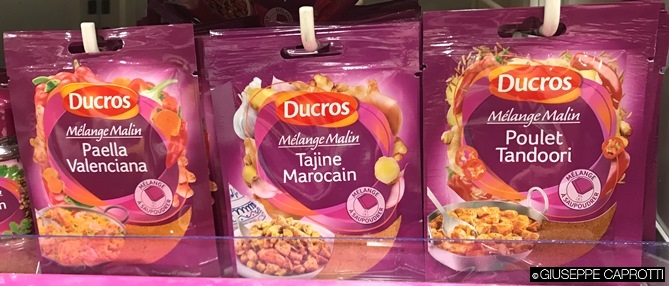 Ducros
Mélange Malin
Paella
Valenciana
MÉLANGE
À SAUPOUDRER
Ducros
Mélange Malin
Tajine
Marocain
MÉLANGE
À SAUPOUDRER
Ducros
Mélange Malin
Poulet
Tandoori
MÉLANGE
À SAUPOUDRER
©GIUSEPPE CAPROTTI